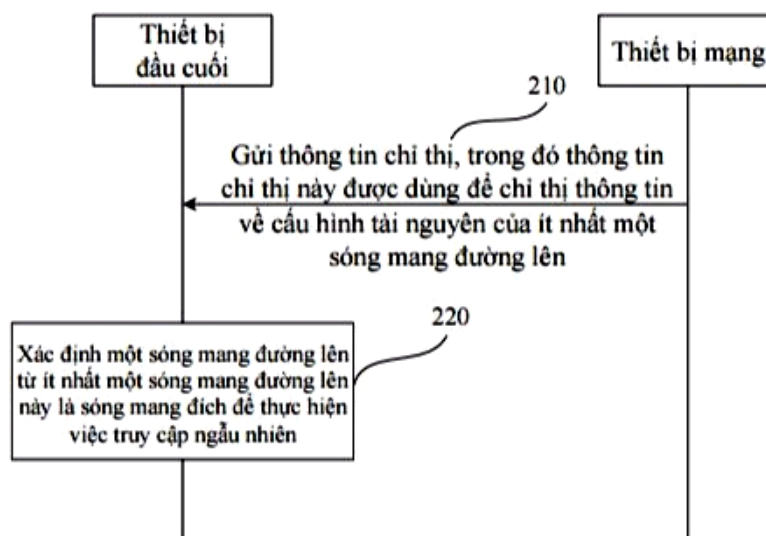 Thiết bị
đầu cuối
Thiết bị mạng
210
Gửi thông tin chỉ thị, trong đó thông tin
chỉ thị này được dùng để chỉ thị thông tin
về cấu hình tài nguyên của ít nhất một
sóng mang đường lên
220
Xác định một sóng mang đường lên
từ ít nhất một sóng mang đường lên
này là sóng mang đích để thực hiện
việc truy cập ngẫu nhiên